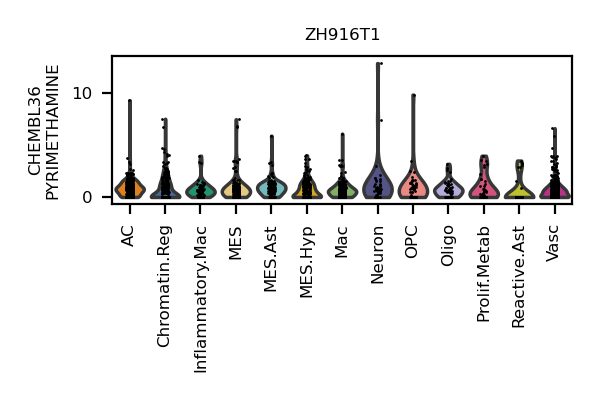 ZH916T1
CHEMBL36
PYRIMETHAMINE
10
0
AC
Chromatin.Reg
Inflammatory.Mac
MES
MES.Ast
MES.Hyp
Mac
Neuron
OPC
Oligo
Prolif.Metab
Reactive.Ast
Vasc